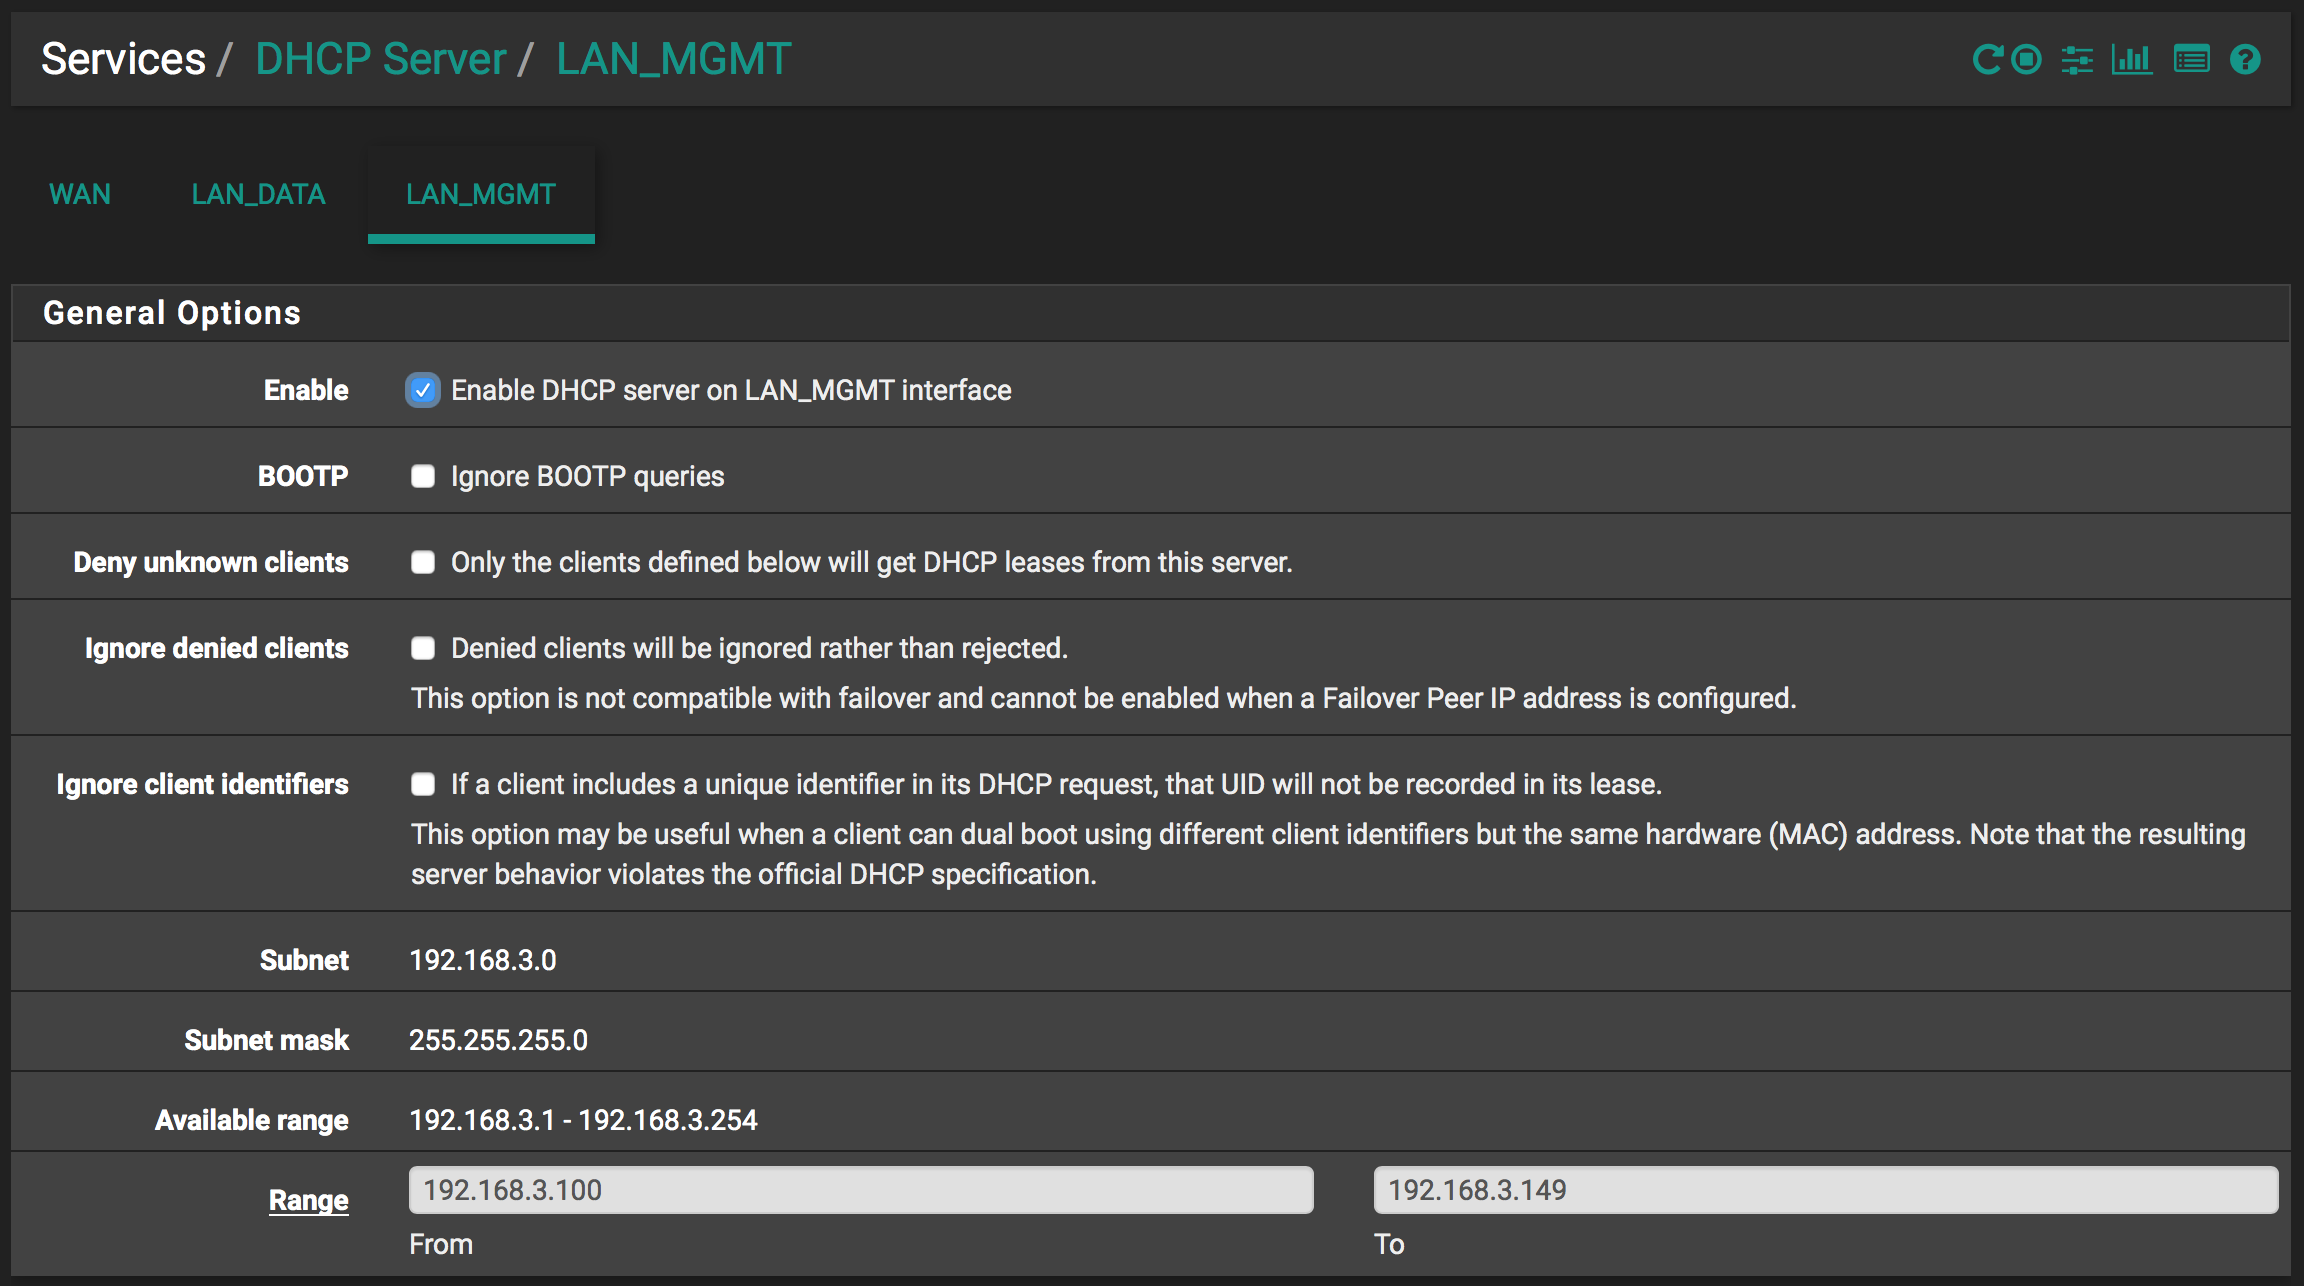 Services / DHCP Server / LAN_MGMT
WAN LAN_DATA LAN_MGMT
General Options
Enable Enable DHCP server on LAN_MGMT interface
BOOTP Ignore BOOTP queries
Deny unknown clients Only the clients defined below will get DHCP leases from this server.
Ignore denied clients Denied clients will be ignored rather than rejected.
This option is not compatible with failover and cannot be enabled when a Failover Peer IP address is configured.
Ignore client identifiers If a client includes a unique identifier in its DHCP request, that UID will not be recorded in its lease.
This option may be useful when a client can dual boot using different client identifiers but the same hardware (MAC) address. Note that the resulting
server behavior violates the official DHCP specification.
Subnet 192.168.3.0
Subnet mask 255.255.255.0
Available range 192.168.3.1 - 192.168.3.254
Range 192.168.3.100 192.168.3.149
From To